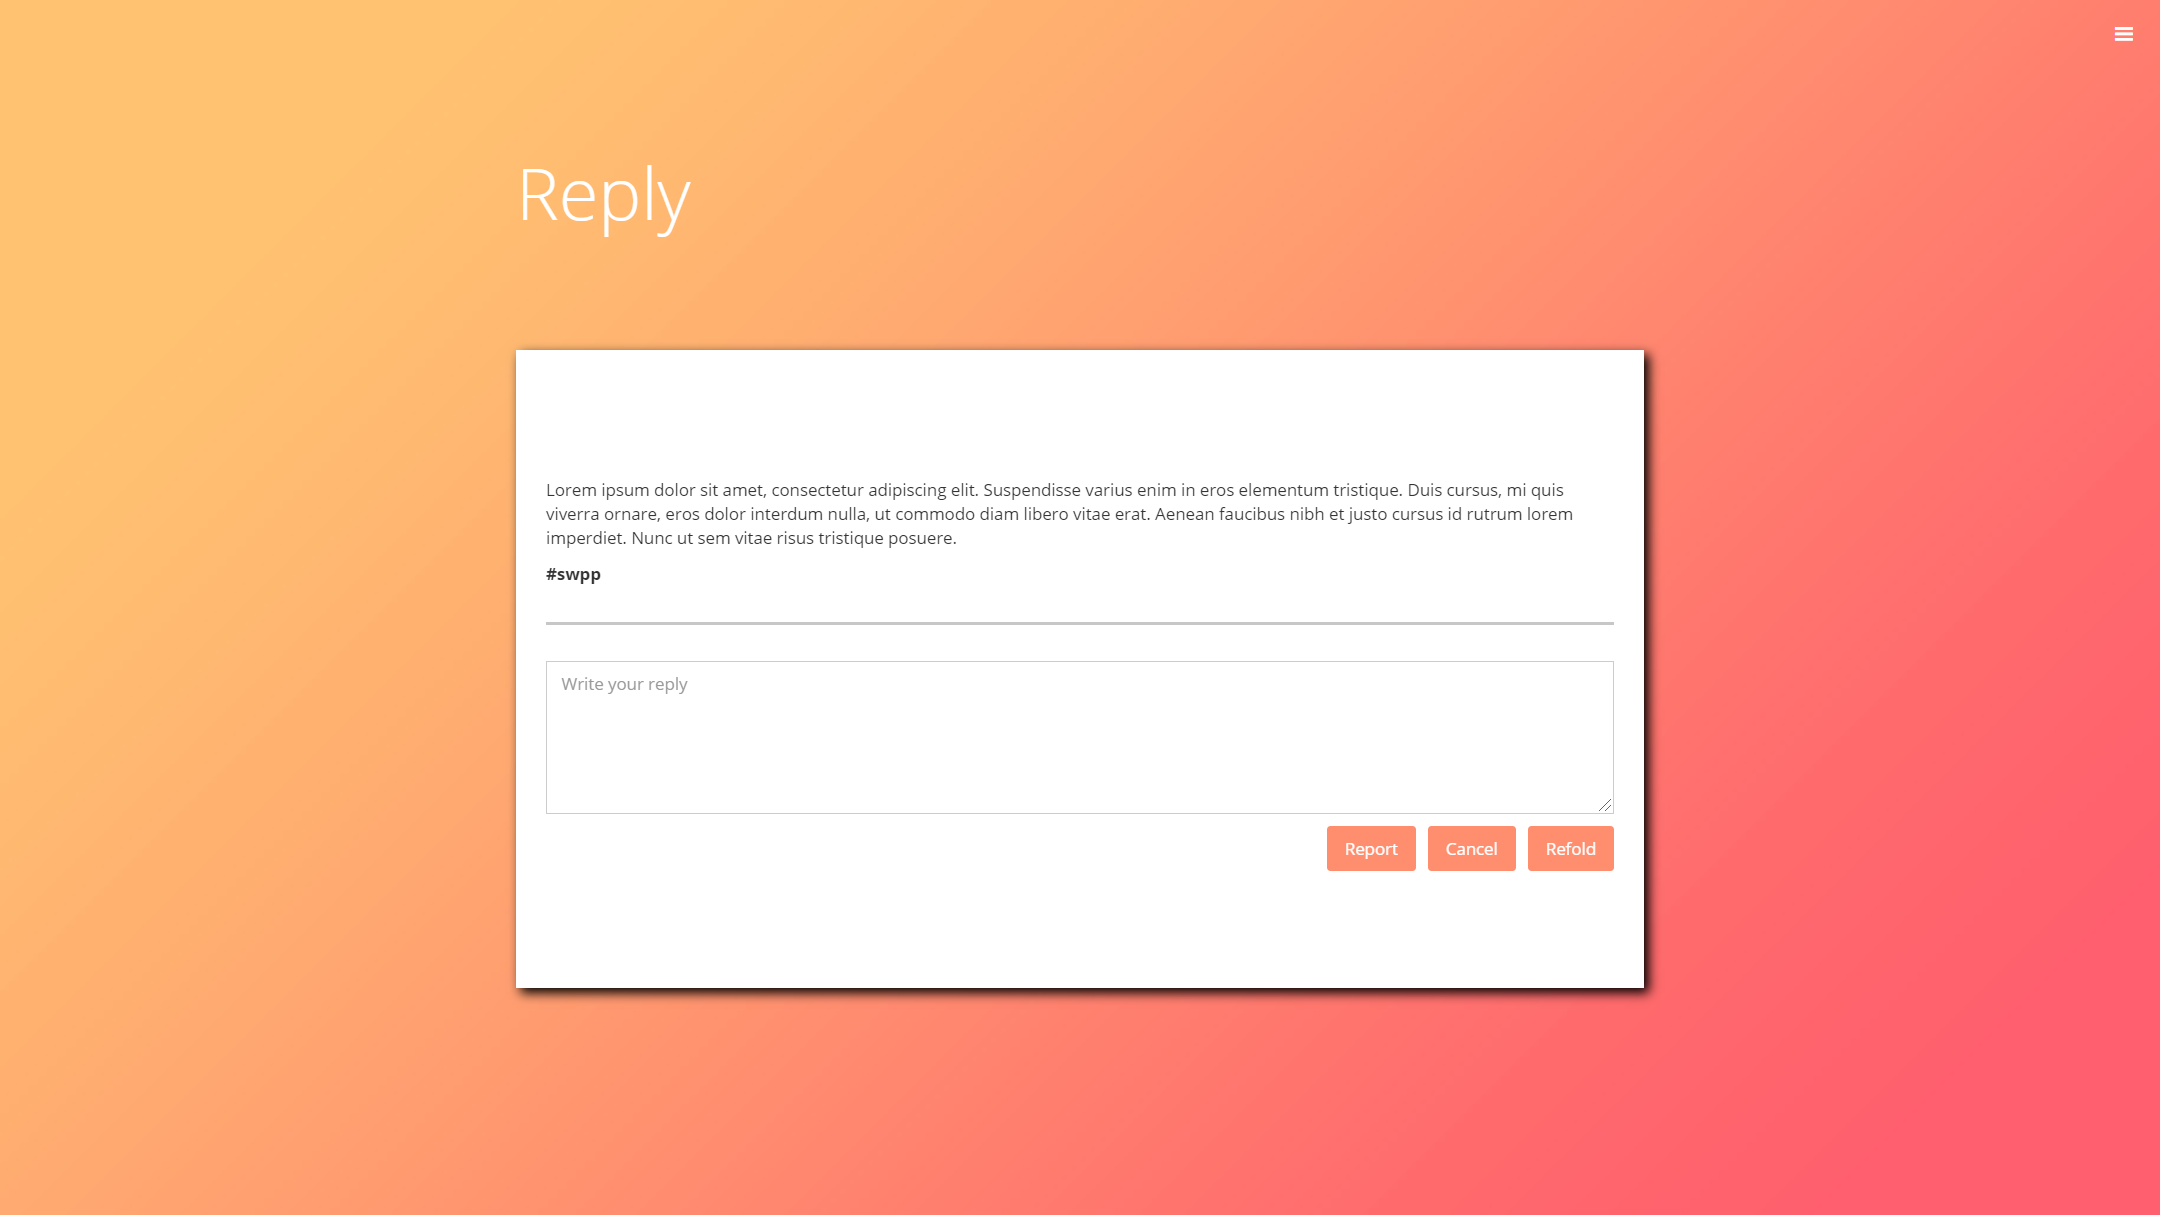 Reply
Lorem ipsum dolor sit amet, consectetur adipiscing elit. Suspendisse varius enim in eros elementum tristique. Duis cursus, mi quis
viverra ornare, eros dolor interdum nulla, ut commodo diam libero vitae erat. Aenean faucibus nibh et justo cursus id rutrum lorem
imperdiet. Nunc ut sem vitae risus tristique posuere.
#swpp
Write your reply
Report Cancel Refold